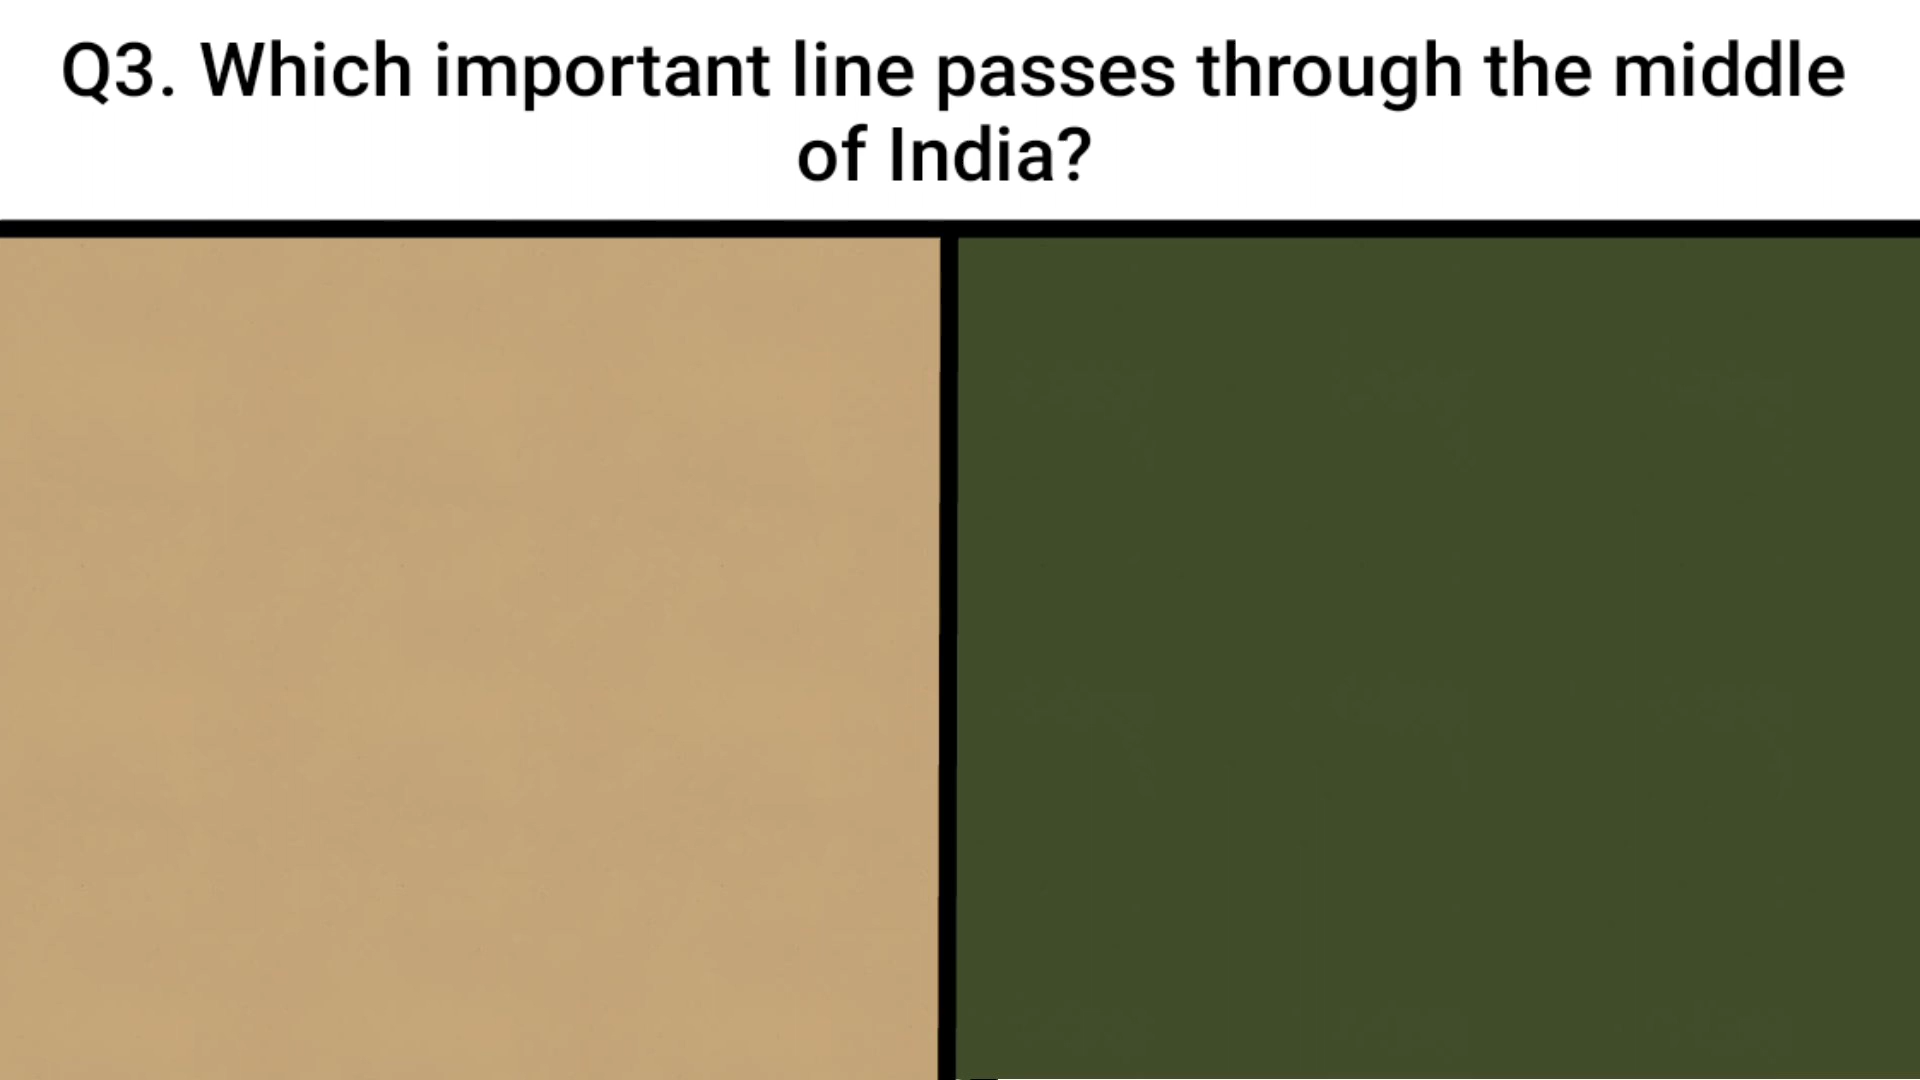 Q3. Which important line passes through the middle
of India?